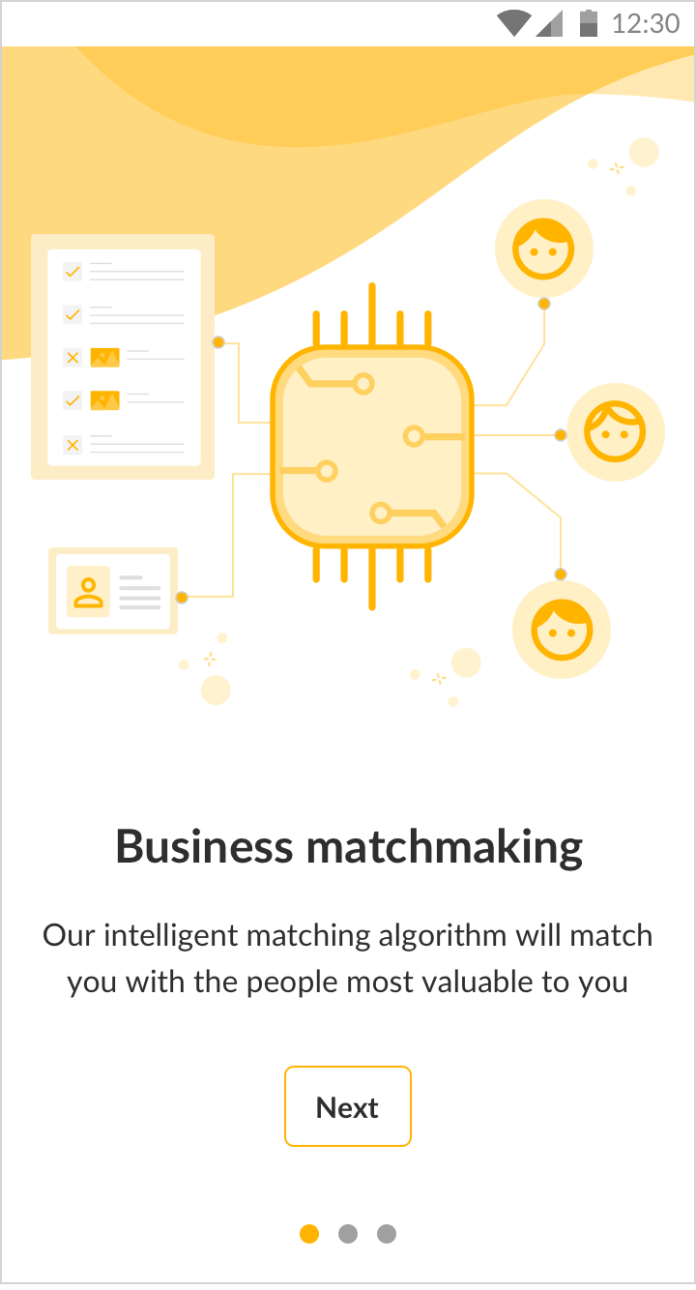 12:30
Business matchmaking
Our intelligent matching algorithm will match
you with the people most valuable to you
Next